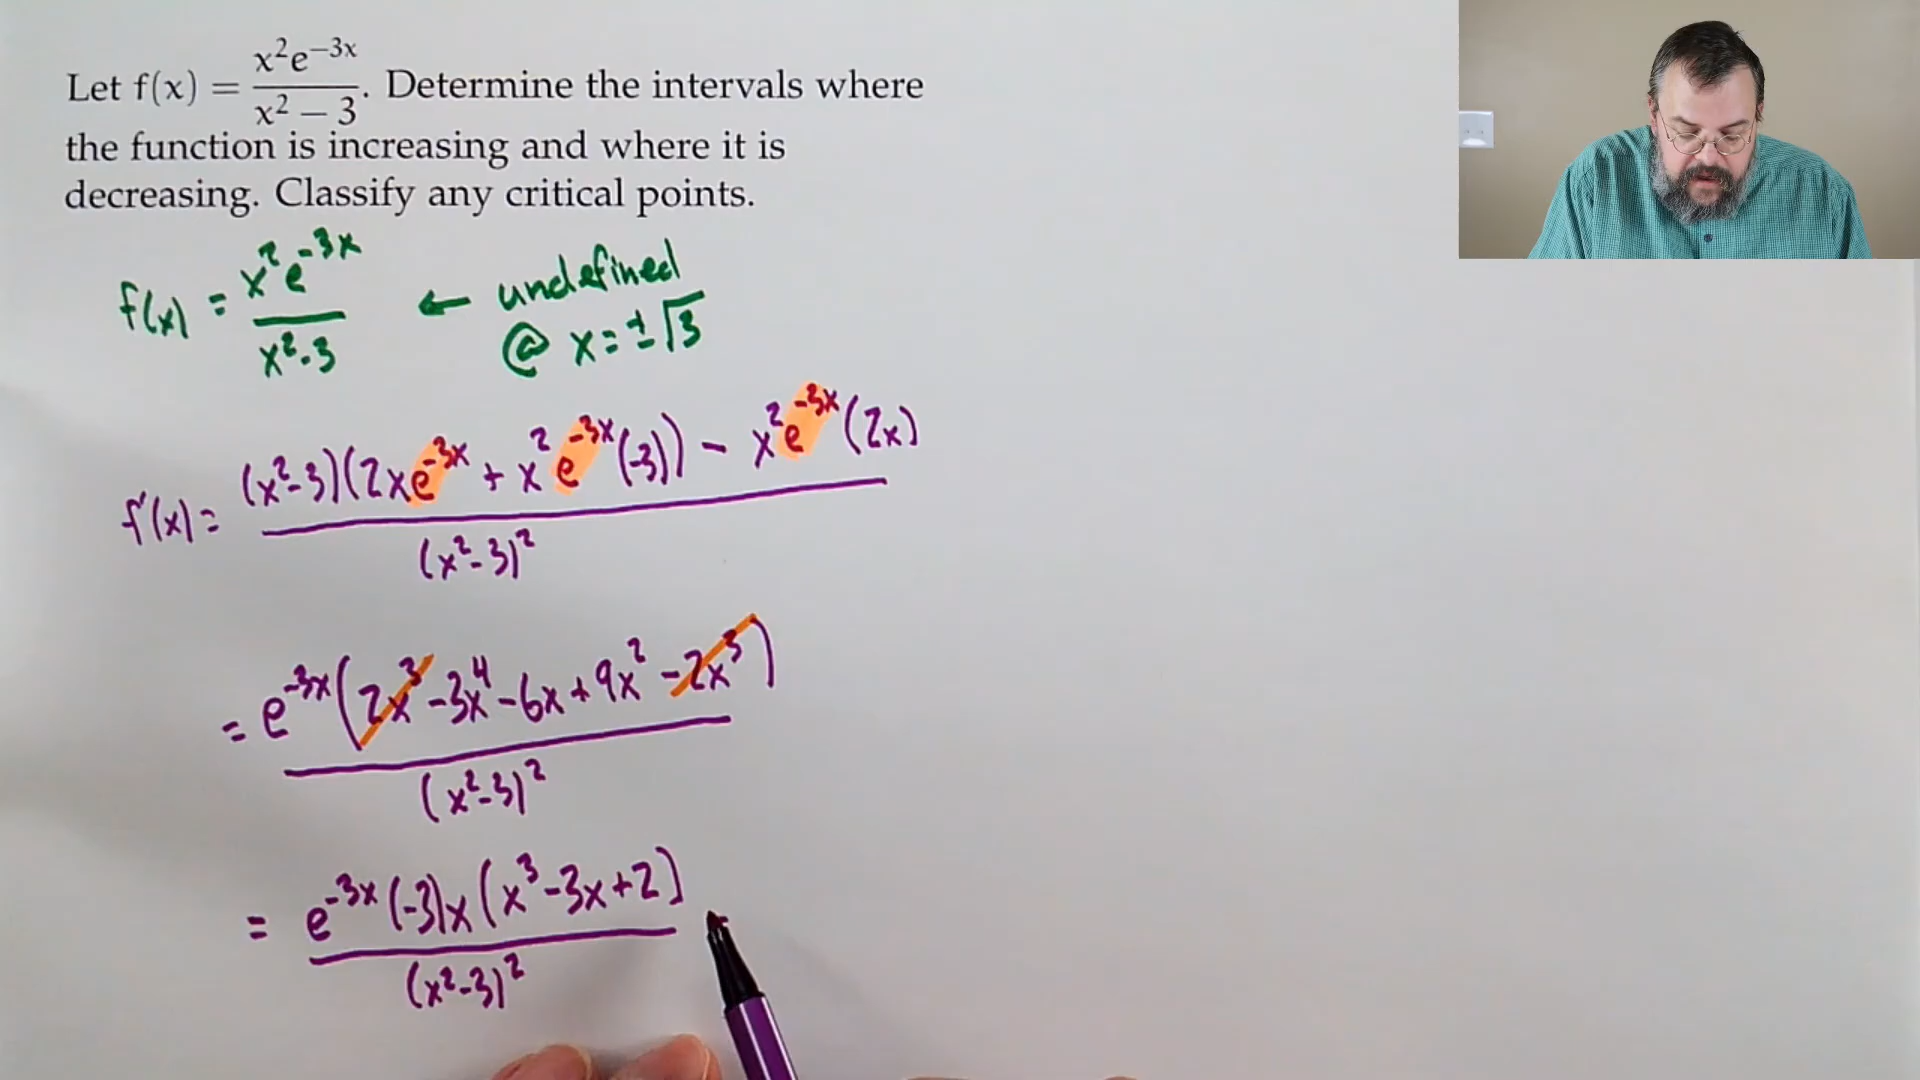 Let f(x) = x²e⁻³ˣ / x² − 3. Determine the intervals where
the function is increasing and where it is
decreasing. Classify any critical points.
f(x) = x²e⁻³ˣ / x²-3 ← undefined
@ x = ±√3
f'(x) = (x²-3)(2xe⁻³ˣ + x²e⁻³ˣ(-3)) - x²e⁻³ˣ(2x) / (x²-3)²
= e⁻³ˣ(2x³ - 3x⁴ - 6x + 9x² - 2x³) / (x²-3)²
= e⁻³ˣ(-3)x(x³-3x+2) / (x²-3)²